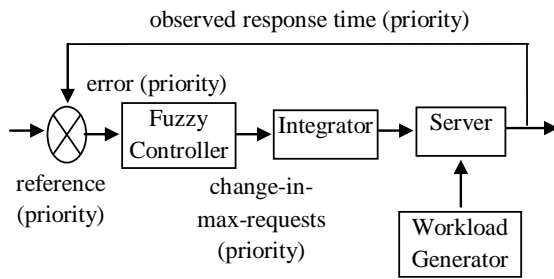 observed response time (priority)
error (priority)
Fuzzy
Controller
Integrator
Server
reference
(priority)
change-in-
max-requests
(priority)
Workload
Generator